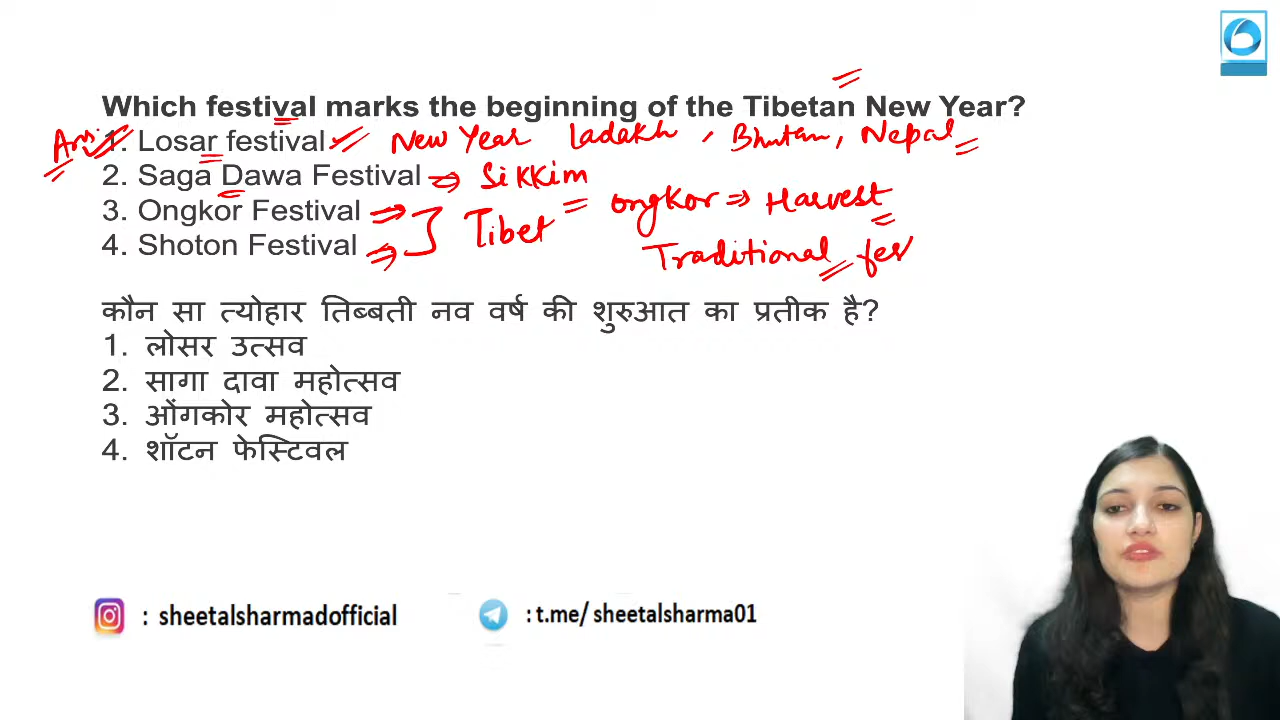 Which festival marks the beginning of the Tibetan New Year?
Ans 1. Losar festival New Year Ladakh, Bhutan, Nepal
2. Saga Dawa Festival Sikkim
3. Ongkor Festival Tibet ongkor Harvest
4. Shoton Festival Traditional fes
कौन सा त्योहार तिब्बती नव वर्ष की शुरुआत का प्रतीक है?
1. लोसर उत्सव
2. सागा दावा महोत्सव
3. ओंगकोर महोत्सव
4. शॉटन फेस्टिवल
: sheetalsharmadofficial
: t.me/ sheetalsharma01